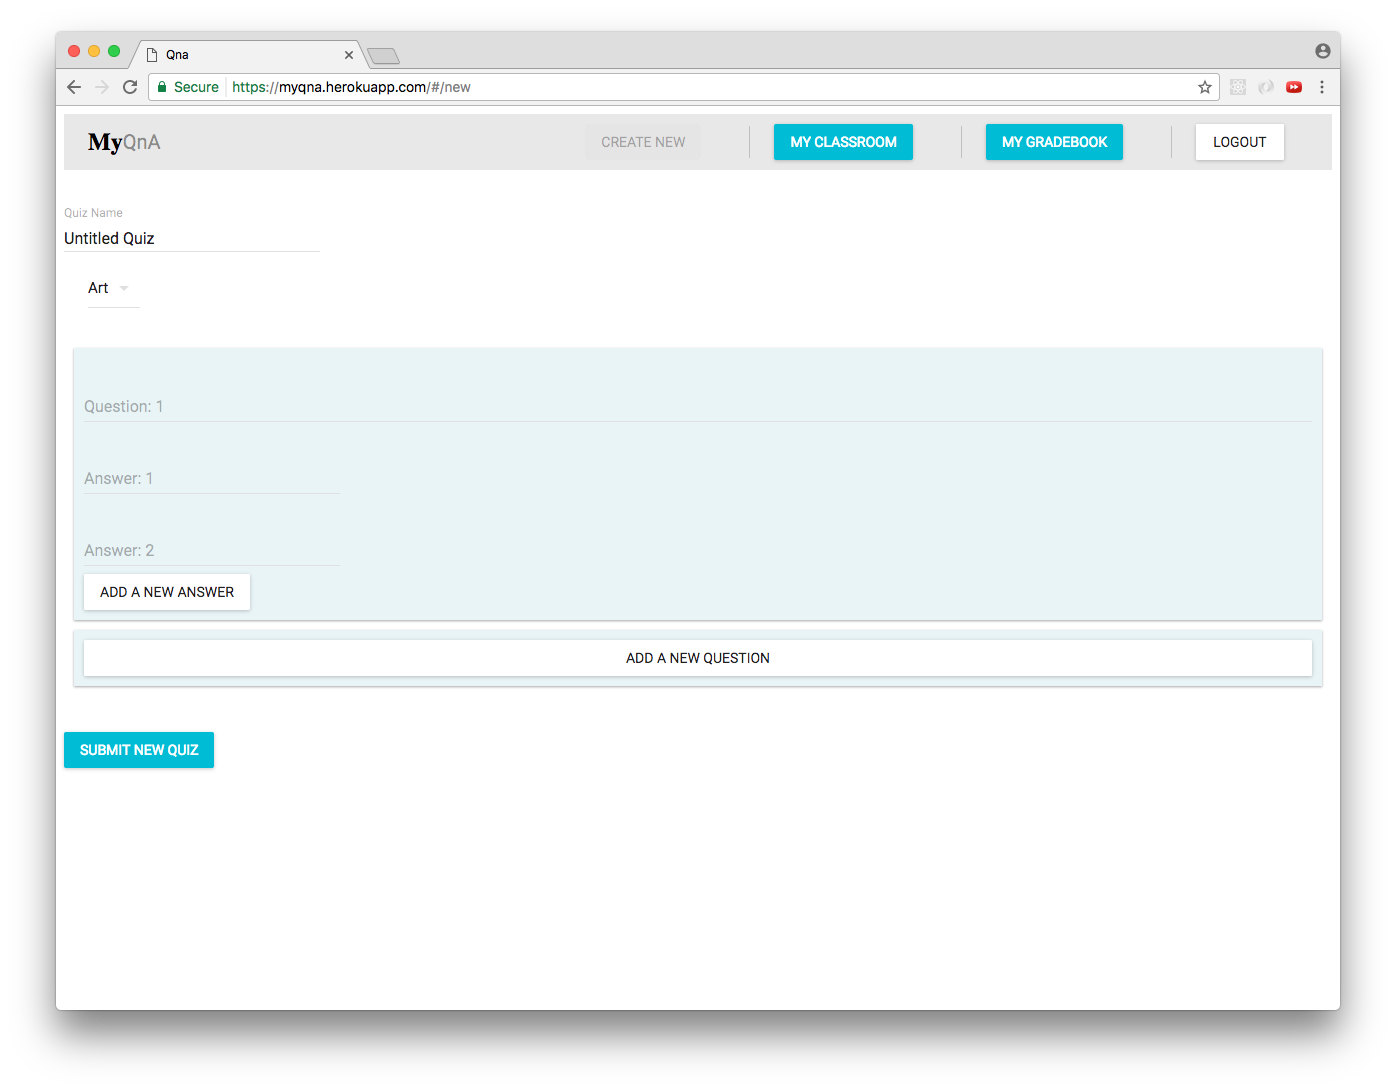 Qna
Secure https://myqna.herokuapp.com/#/new
MyQnA CREATE NEW MY CLASSROOM MY GRADEBOOK LOGOUT
Quiz Name
Untitled Quiz
Art
Question: 1
Answer: 1
Answer: 2
ADD A NEW ANSWER
ADD A NEW QUESTION
SUBMIT NEW QUIZ